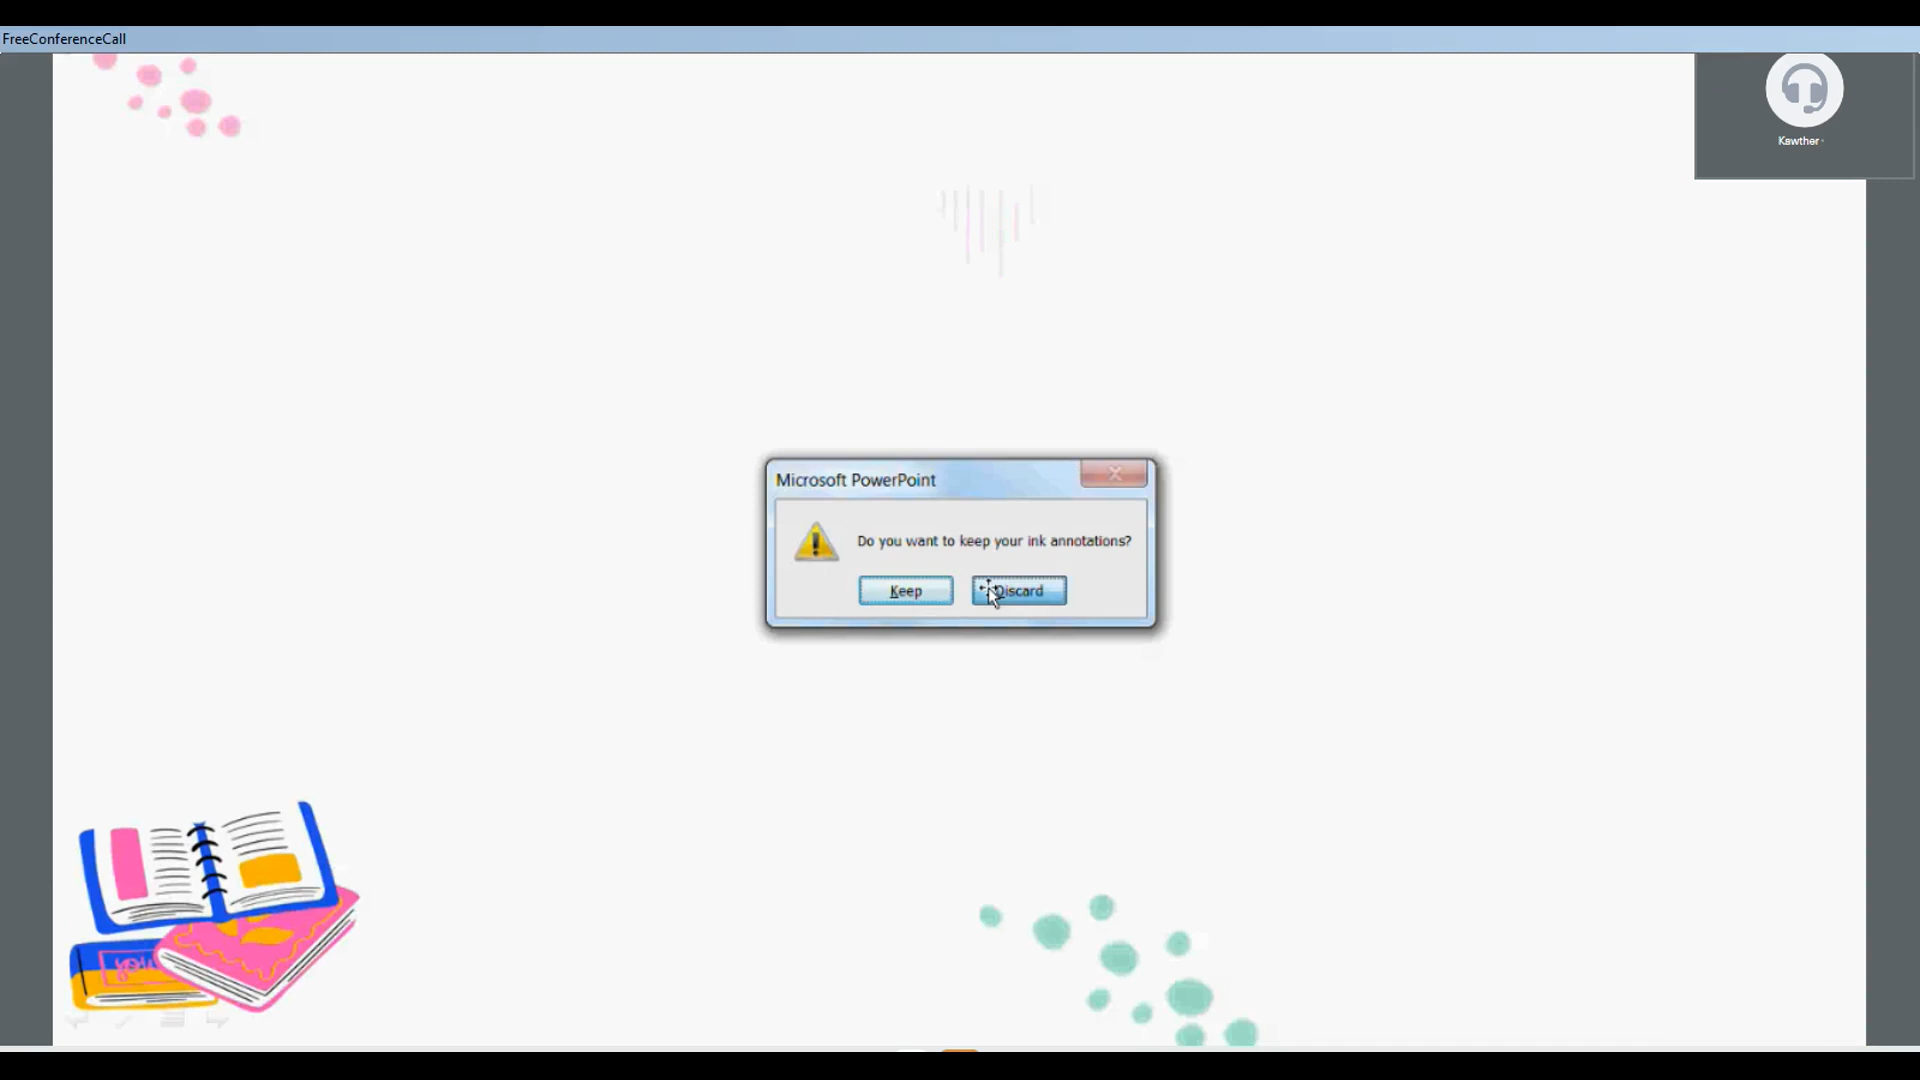 FreeConferenceCall
Kawther
Microsoft PowerPoint
Do you want to keep your ink annotations?
Keep
Discard